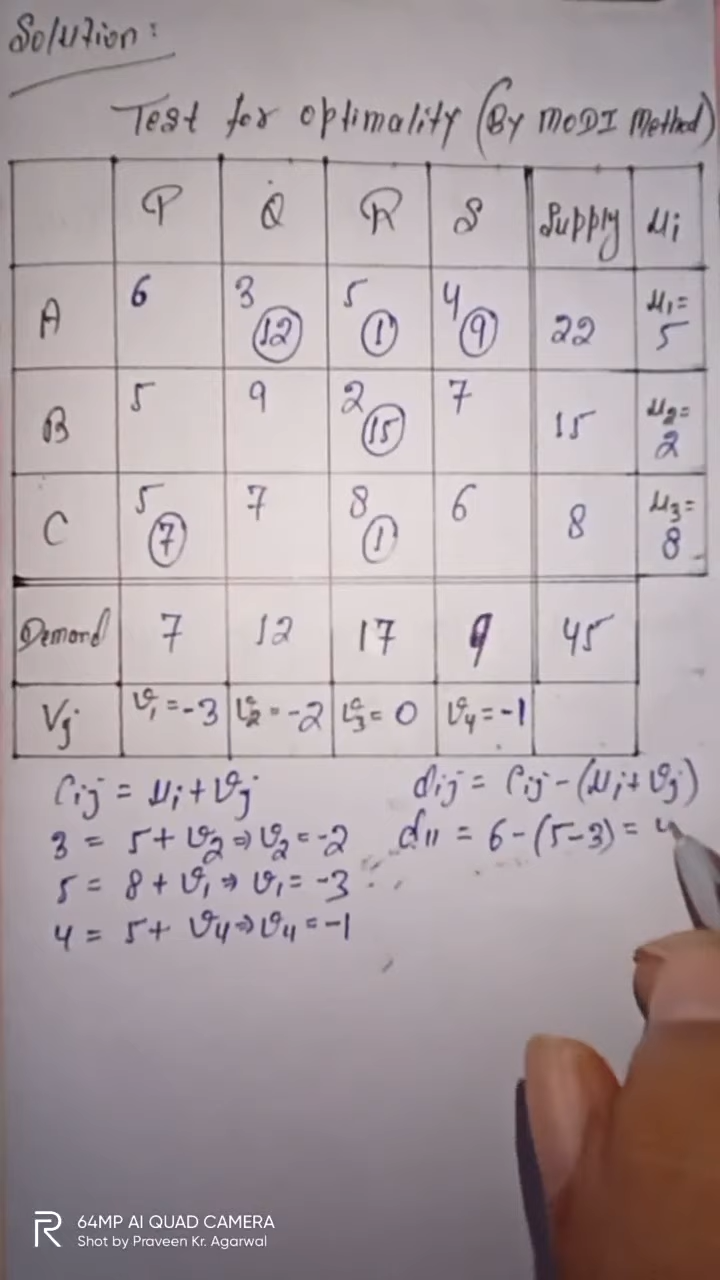 Solution:
Test for optimality (By MODI Method)
P Q R S Supply ui
A 6 3 (12) 5 (1) 4 (9) 22 u1= 5
B 5 9 2 (15) 7 15 u2= 2
C 5 (7) 7 8 (1) 6 8 u3= 8
Demand 7 12 17 9 45
Vj v1 = -3 v2 = -2 v3 = 0 v4 = -1
Cij = ui + vj dij = Cij - (ui + vj)
3 = 5 + v2 ⇒ v2 = -2 d11 = 6 - (5-3) = 4
5 = 8 + v1 ⇒ v1 = -3
4 = 5 + v4 ⇒ v4 = -1
R 64MP AI QUAD CAMERA
Shot by Praveen Kr. Agarwal